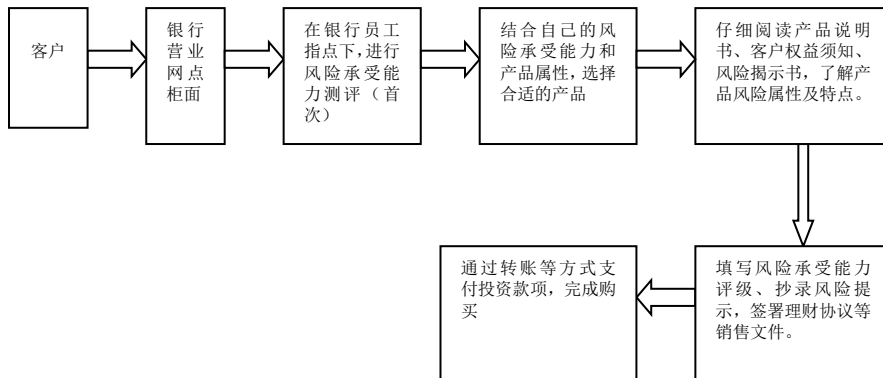 客户
银行
营业
网点
柜面
在银行员工
指点下，进行
风险承受能
力测评（首
次）
结合自己的风
险承受能力和
产品属性，选择
合适的产品
仔细阅读产品说明
书、客户权益须知、
风险揭示书，了解产
品风险属性及特点。
填写风险承受能力
评级、抄录风险提
示，签署理财协议等
销售文件。
通过转账等方式支
付投资款项，完成购
买